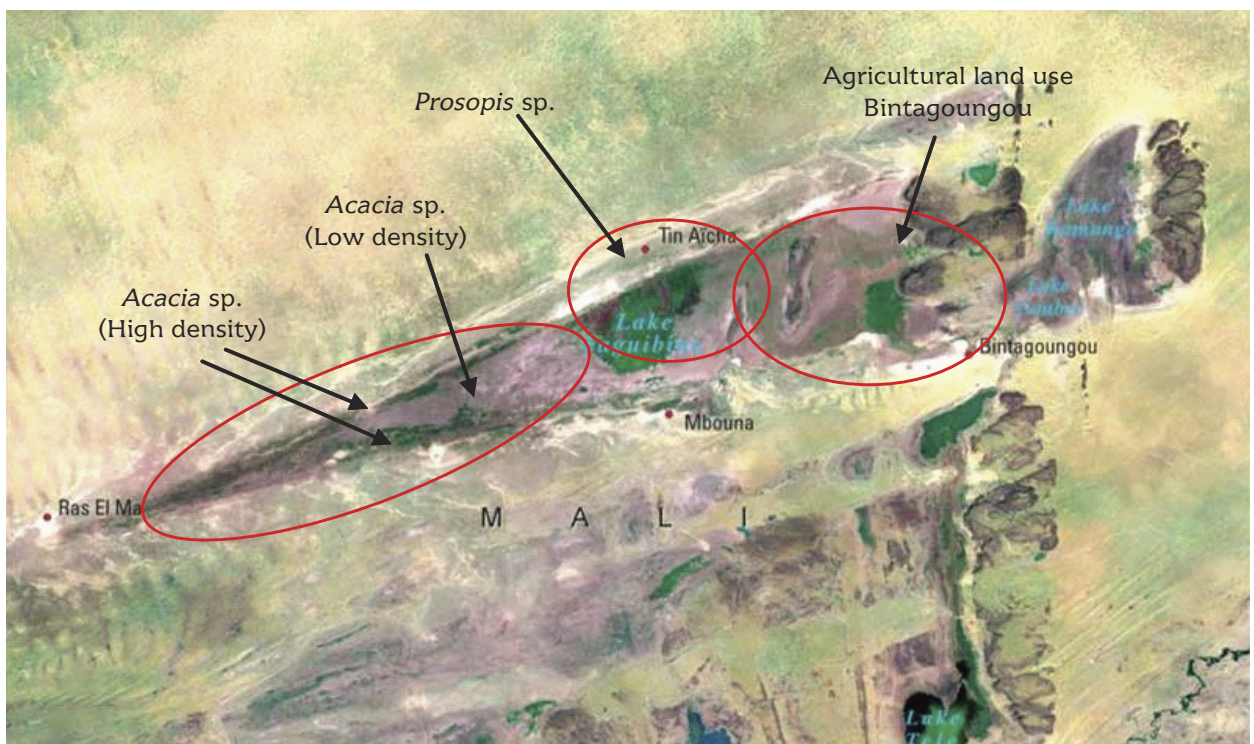 Agricultural land use
Bintagoungou
Prosopis sp.
Acacia sp.
(Low density)
Acacia sp.
(High density)
Tin Aïcha
Lake
Lake
Lake
Bintagoungou
Mbouna
Ras El Ma
M A L I
Lake